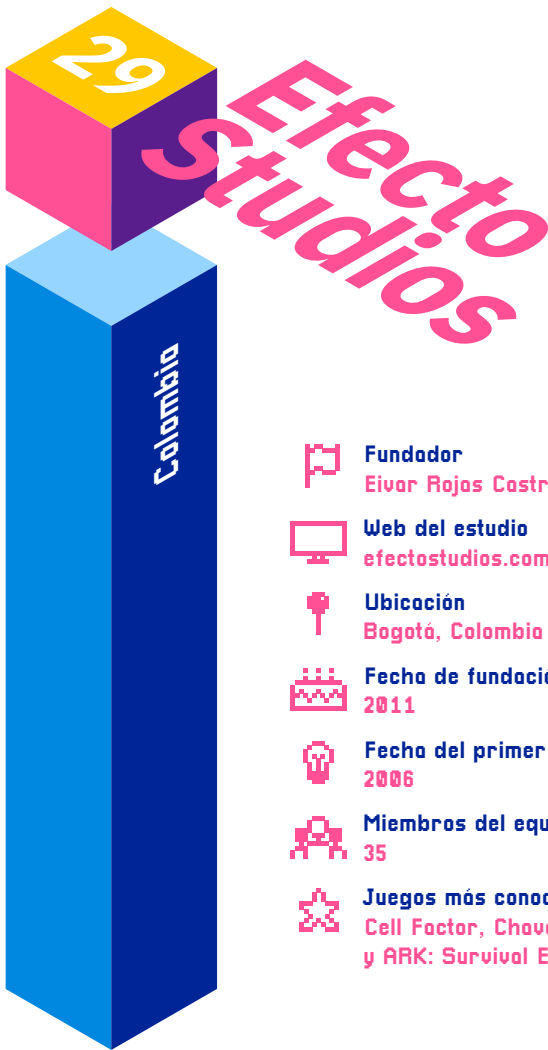 29
Efecto
Studios
Colombia
Fundador
Eivar Rojas Castr
Web del estudio
efectostudios.com
Ubicación
Bogotá, Colombia
Fecha de fundació
2011
Fecha del primer
2006
Miembros del equ
35
Juegos más conoc
Cell Factor, Chav
y ARK: Survival E